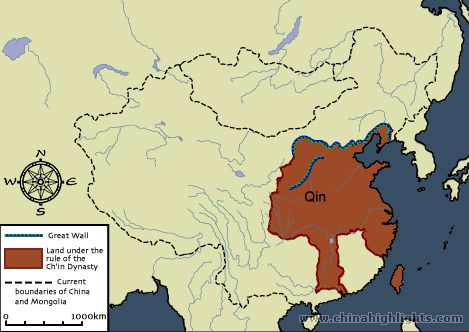 N
W
E
S
Qin
Great Wall
Land under the
rule of the
Ch'in Dynasty
Current
boundaries of China
and Mongolia
0
1000km
www.chinahighlights.com